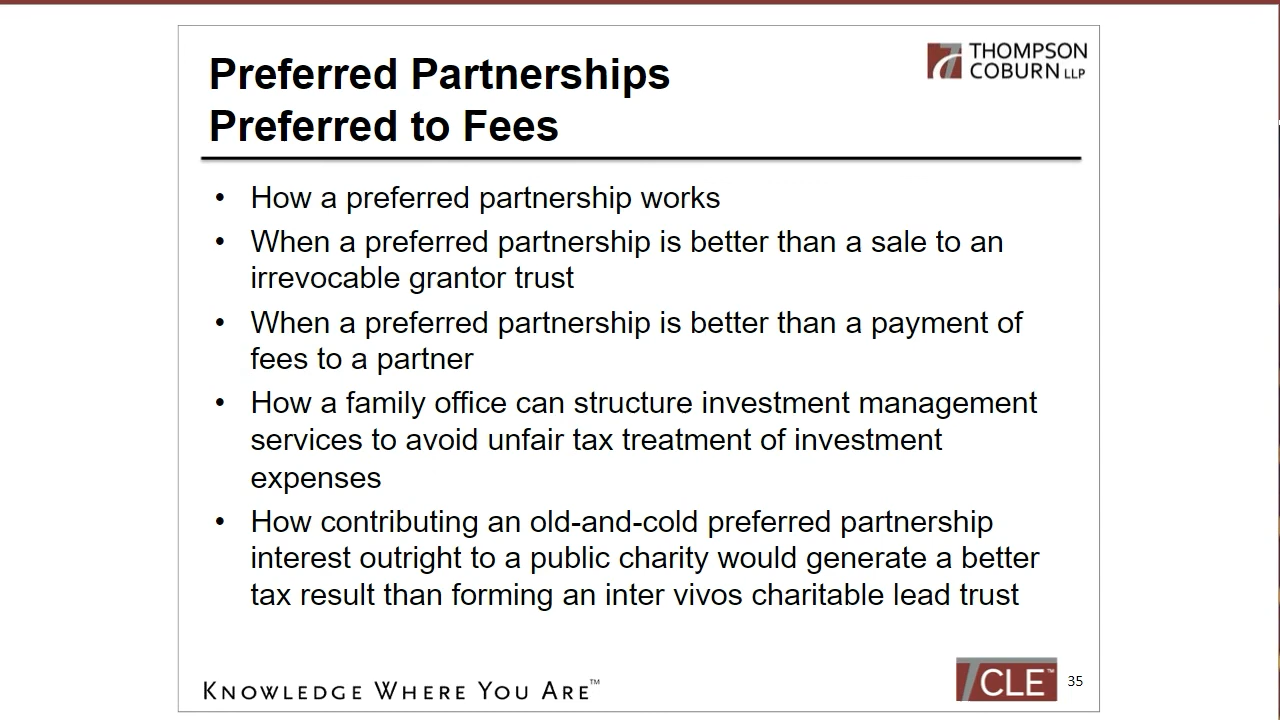 THOMPSON
COBURN LLP
Preferred Partnerships
Preferred to Fees
• How a preferred partnership works
• When a preferred partnership is better than a sale to an
irrevocable grantor trust
• When a preferred partnership is better than a payment of
fees to a partner
• How a family office can structure investment management
services to avoid unfair tax treatment of investment
expenses
• How contributing an old-and-cold preferred partnership
interest outright to a public charity would generate a better
tax result than forming an inter vivos charitable lead trust
KNOWLEDGE WHERE YOU ARE™
CLE™
35